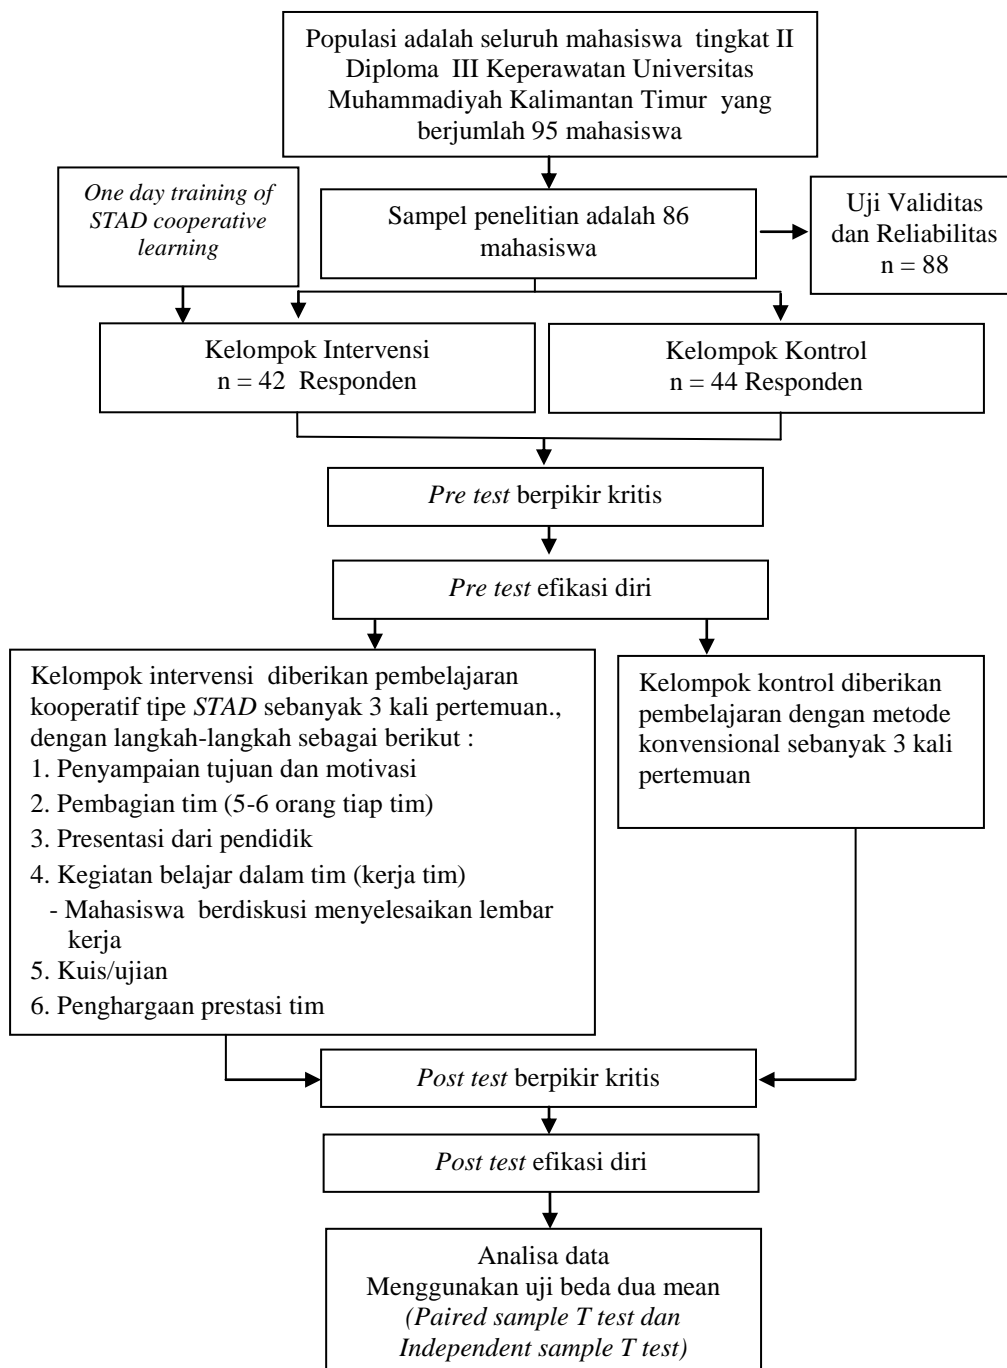 Populasi adalah seluruh mahasiswa tingkat II
Diploma III Keperawatan Universitas
Muhammadiyah Kalimantan Timur yang
berjumlah 95 mahasiswa
One day training of
STAD cooperative
learning
Sampel penelitian adalah 86
mahasiswa
Uji Validitas
dan Reliabilitas
n = 88
Kelompok Intervensi
n = 42 Responden
Kelompok Kontrol
n = 44 Responden
Pre test berpikir kritis
Pre test efikasi diri
Kelompok intervensi diberikan pembelajaran
kooperatif tipe STAD sebanyak 3 kali pertemuan.,
dengan langkah-langkah sebagai berikut :
1. Penyampaian tujuan dan motivasi
2. Pembagian tim (5-6 orang tiap tim)
3. Presentasi dari pendidik
4. Kegiatan belajar dalam tim (kerja tim)
- Mahasiswa berdiskusi menyelesaikan lembar
kerja
5. Kuis/ujian
6. Penghargaan prestasi tim
Kelompok kontrol diberikan
pembelajaran dengan metode
konvensional sebanyak 3 kali
pertemuan
Post test berpikir kritis
Post test efikasi diri
Analisa data
Menggunakan uji beda dua mean
(Paired sample T test dan
Independent sample T test)